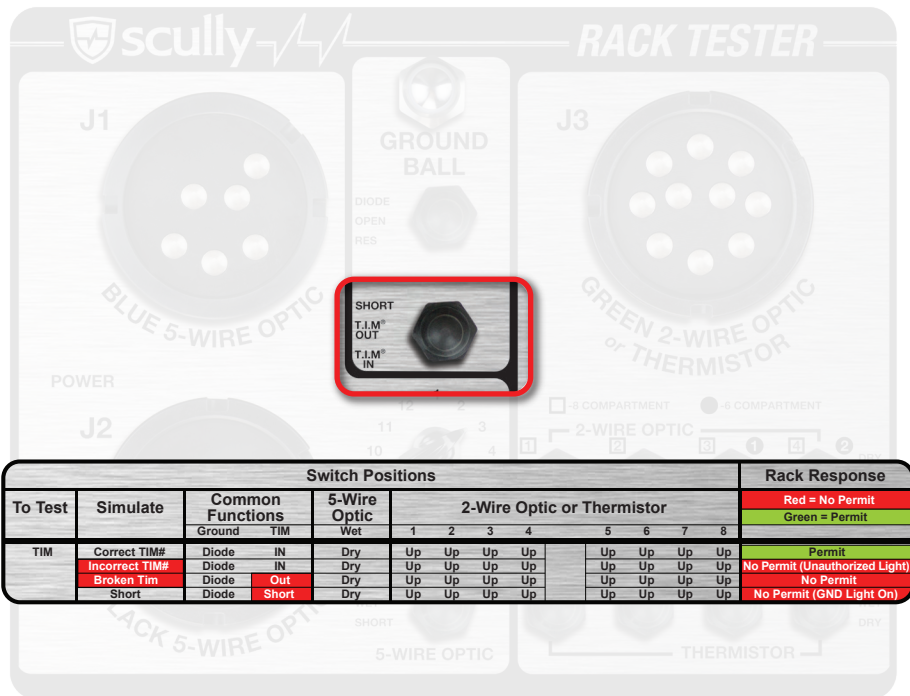 scully RACK TESTER
J1
J3
GROUND
BALL
DIODE
OPEN
RES
BLUE 5-WIRE OPTIC
GREEN 2-WIRE OPTIC
or THERMISTOR
SHORT
T.I.M®
OUT
T.I.M®
IN
POWER
J2
12 2
11 3
10 4
-8 COMPARTMENT -6 COMPARTMENT
2-WIRE OPTIC
1 2 3 1 4 2
DRY
Switch Positions Rack Response
To Test Simulate Common Functions 5-Wire Optic 2-Wire Optic or Thermistor Red = No Permit
Green = Permit
Ground TIM Wet 1 2 3 4 5 6 7 8
TIM Correct TIM# Diode IN Dry Up Up Up Up Up Up Up Up Permit
Incorrect TIM# Diode IN Dry Up Up Up Up Up Up Up Up No Permit (Unauthorized Light)
Broken Tim Diode Out Dry Up Up Up Up Up Up Up Up No Permit
Short Diode Short Dry Up Up Up Up Up Up Up Up No Permit (GND Light On)
LACK 5-WIRE OPTIC
SHORT
DRY
5-WIRE OPTIC
THERMISTOR